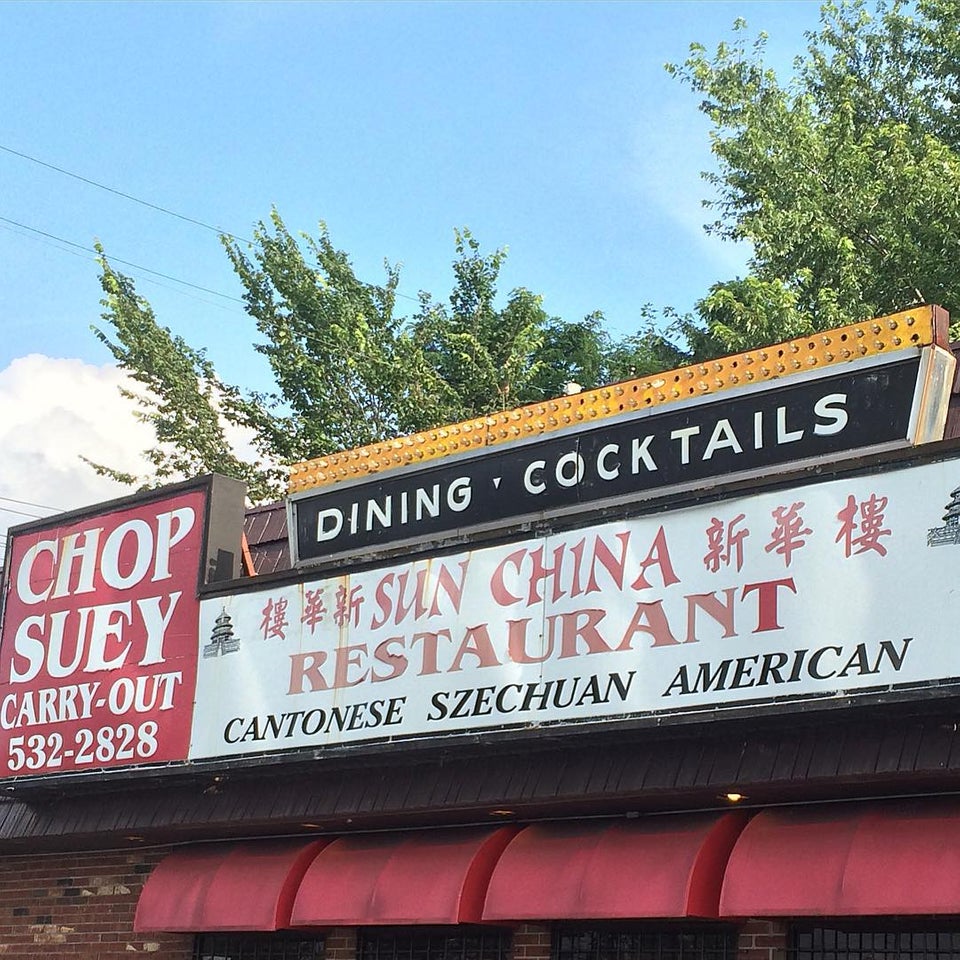 DINING ▾ COCKTAILS
CHOP
SUEY
CARRY-OUT
532-2828
樓華新 SUN CHINA 新華樓
RESTAURANT
CANTONESE SZECHUAN AMERICAN